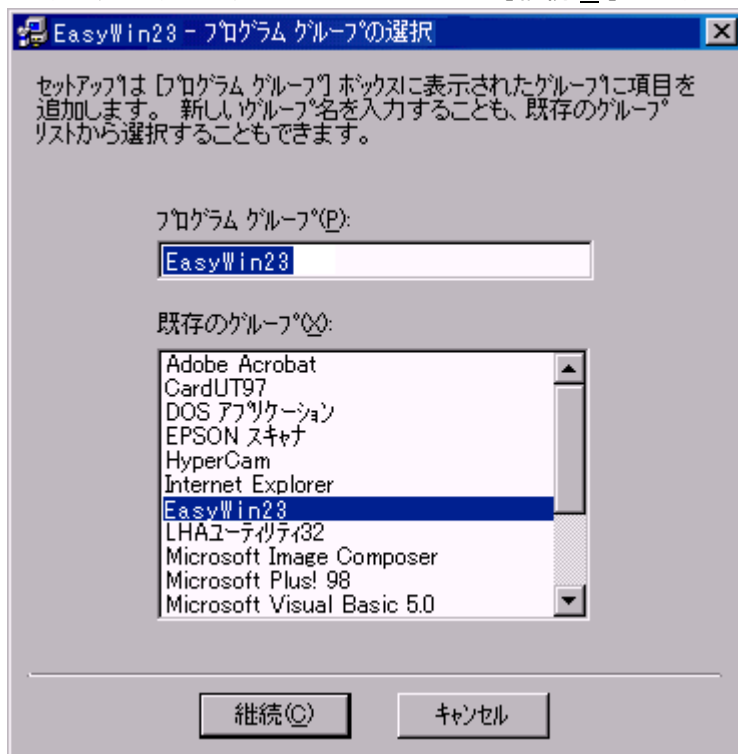 EasyWin23 - ﾌﾟﾛｸﾞﾗﾑ ｸﾞﾙｰﾌﾟの選択
ｾｯﾄｱｯﾌﾟは [ﾌﾟﾛｸﾞﾗﾑ ｸﾞﾙｰﾌﾟ] ﾎﾞｯｸｽに表示されたｸﾞﾙｰﾌﾟに項目を
追加します。 新しいｸﾞﾙｰﾌﾟ名を入力することも、既存のｸﾞﾙｰﾌﾟ
ﾘｽﾄから選択することもできます。
ﾌﾟﾛｸﾞﾗﾑ ｸﾞﾙｰﾌﾟ(P):
EasyWin23
既存のｸﾞﾙｰﾌﾟ(X):
Adobe Acrobat
CardUT97
DOS ｱﾌﾟﾘｹｰｼｮﾝ
EPSON ｽｷｬﾅ
HyperCam
Internet Explorer
EasyWin23
LHAﾕｰﾃｨﾘﾃｨ32
Microsoft Image Composer
Microsoft Plus! 98
Microsoft Visual Basic 5.0
継続(C)
ｷｬﾝｾﾙ